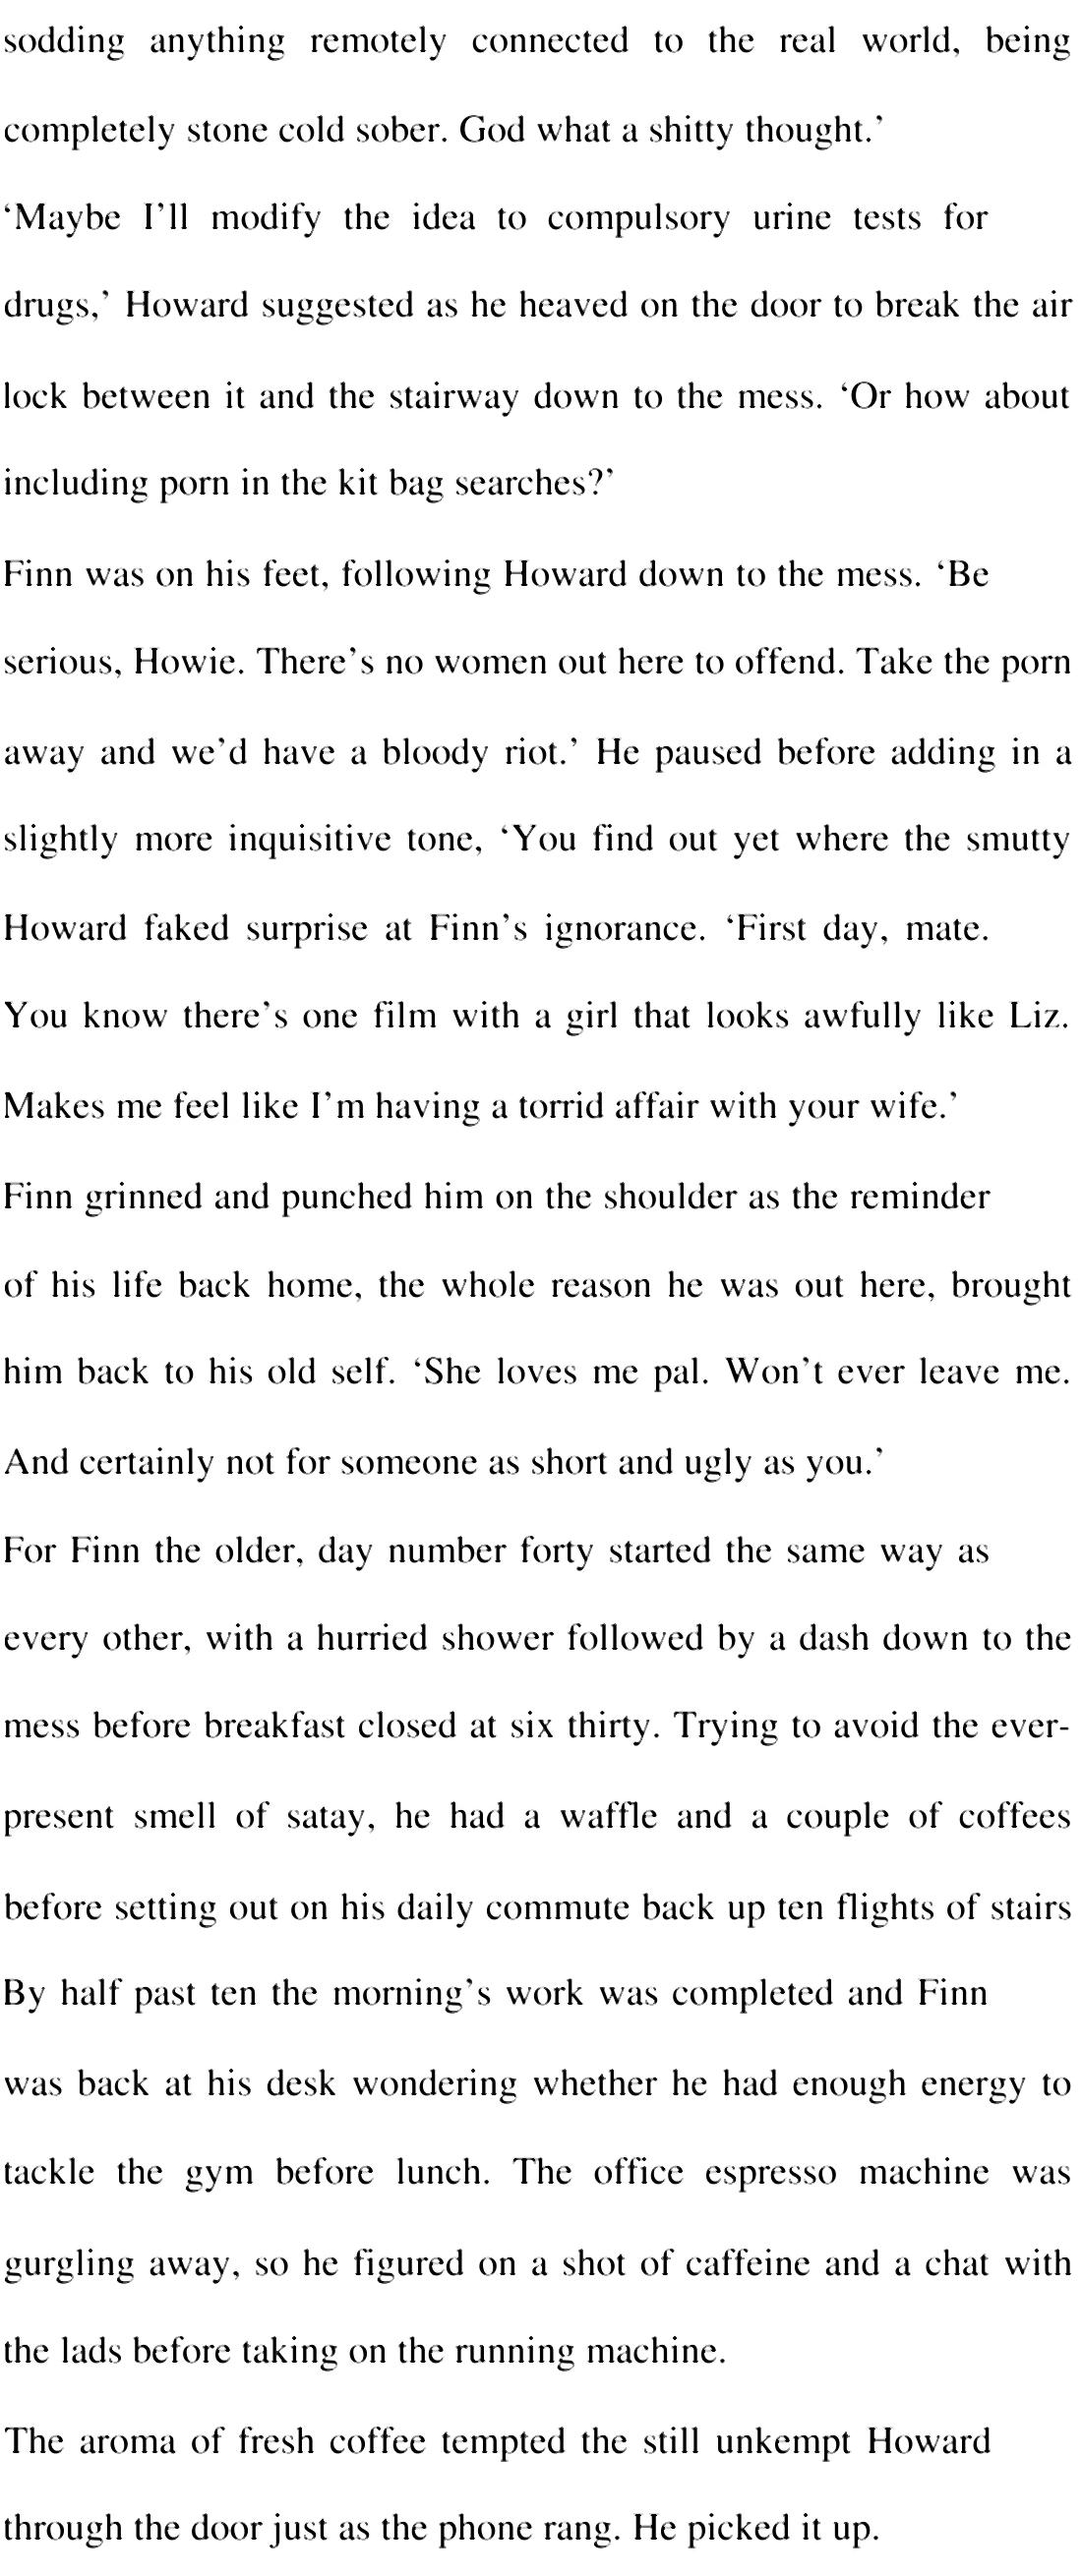 sodding anything remotely connected to the real world, being
completely stone cold sober. God what a shitty thought.’
‘Maybe I’ll modify the idea to compulsory urine tests for
drugs,’ Howard suggested as he heaved on the door to break the air
lock between it and the stairway down to the mess. ‘Or how about
including porn in the kit bag searches?’
Finn was on his feet, following Howard down to the mess. ‘Be
serious, Howie. There’s no women out here to offend. Take the porn
away and we’d have a bloody riot.’ He paused before adding in a
slightly more inquisitive tone, ‘You find out yet where the smutty
Howard faked surprise at Finn’s ignorance. ‘First day, mate.
You know there’s one film with a girl that looks awfully like Liz.
Makes me feel like I’m having a torrid affair with your wife.’
Finn grinned and punched him on the shoulder as the reminder
of his life back home, the whole reason he was out here, brought
him back to his old self. ‘She loves me pal. Won’t ever leave me.
And certainly not for someone as short and ugly as you.’
For Finn the older, day number forty started the same way as
every other, with a hurried shower followed by a dash down to the
mess before breakfast closed at six thirty. Trying to avoid the ever-
present smell of satay, he had a waffle and a couple of coffees
before setting out on his daily commute back up ten flights of stairs
By half past ten the morning’s work was completed and Finn
was back at his desk wondering whether he had enough energy to
tackle the gym before lunch. The office espresso machine was
gurgling away, so he figured on a shot of caffeine and a chat with
the lads before taking on the running machine.
The aroma of fresh coffee tempted the still unkempt Howard
through the door just as the phone rang. He picked it up.